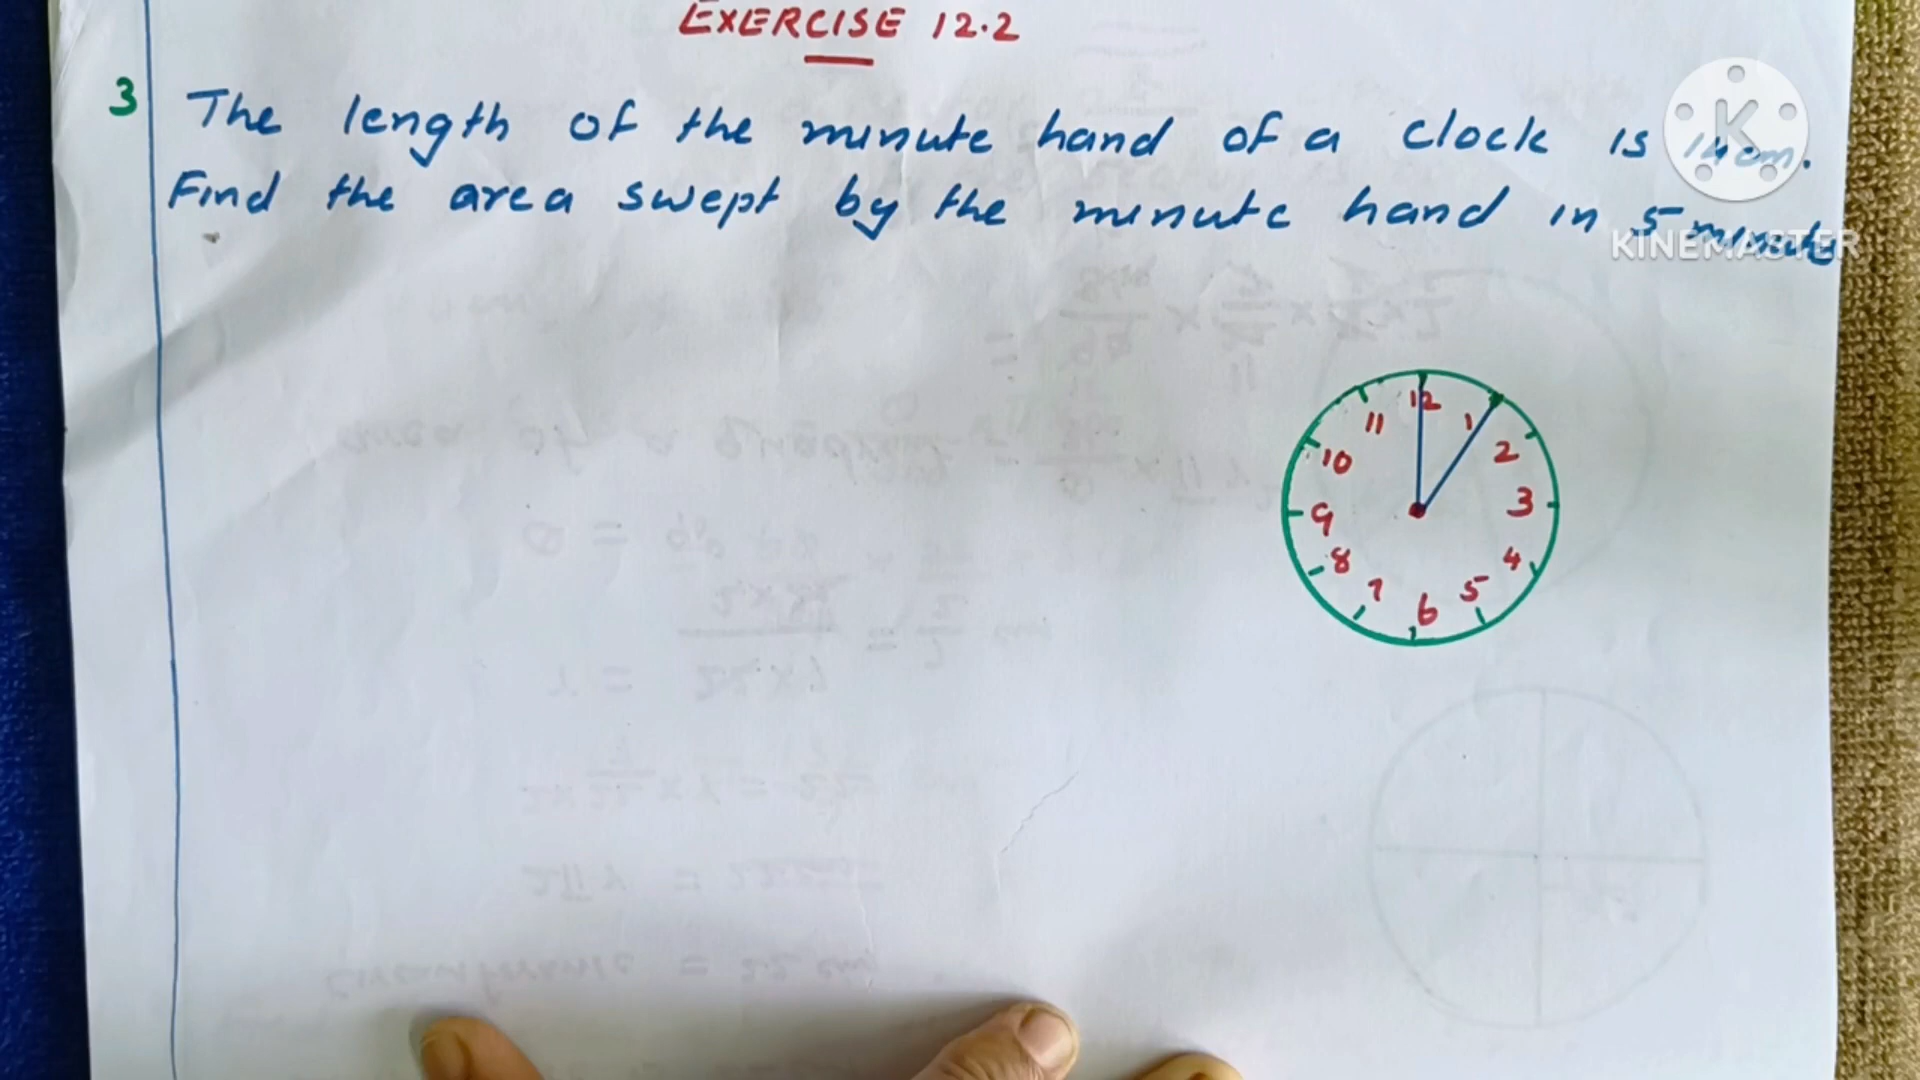 EXERCISE 12.2
3 The length of the minute hand of a clock is 14cm.
Find the area swept by the minute hand in 5 minute
K
KINEMASTER
12
11 1
10 2
9 3
8 4
7 5
6